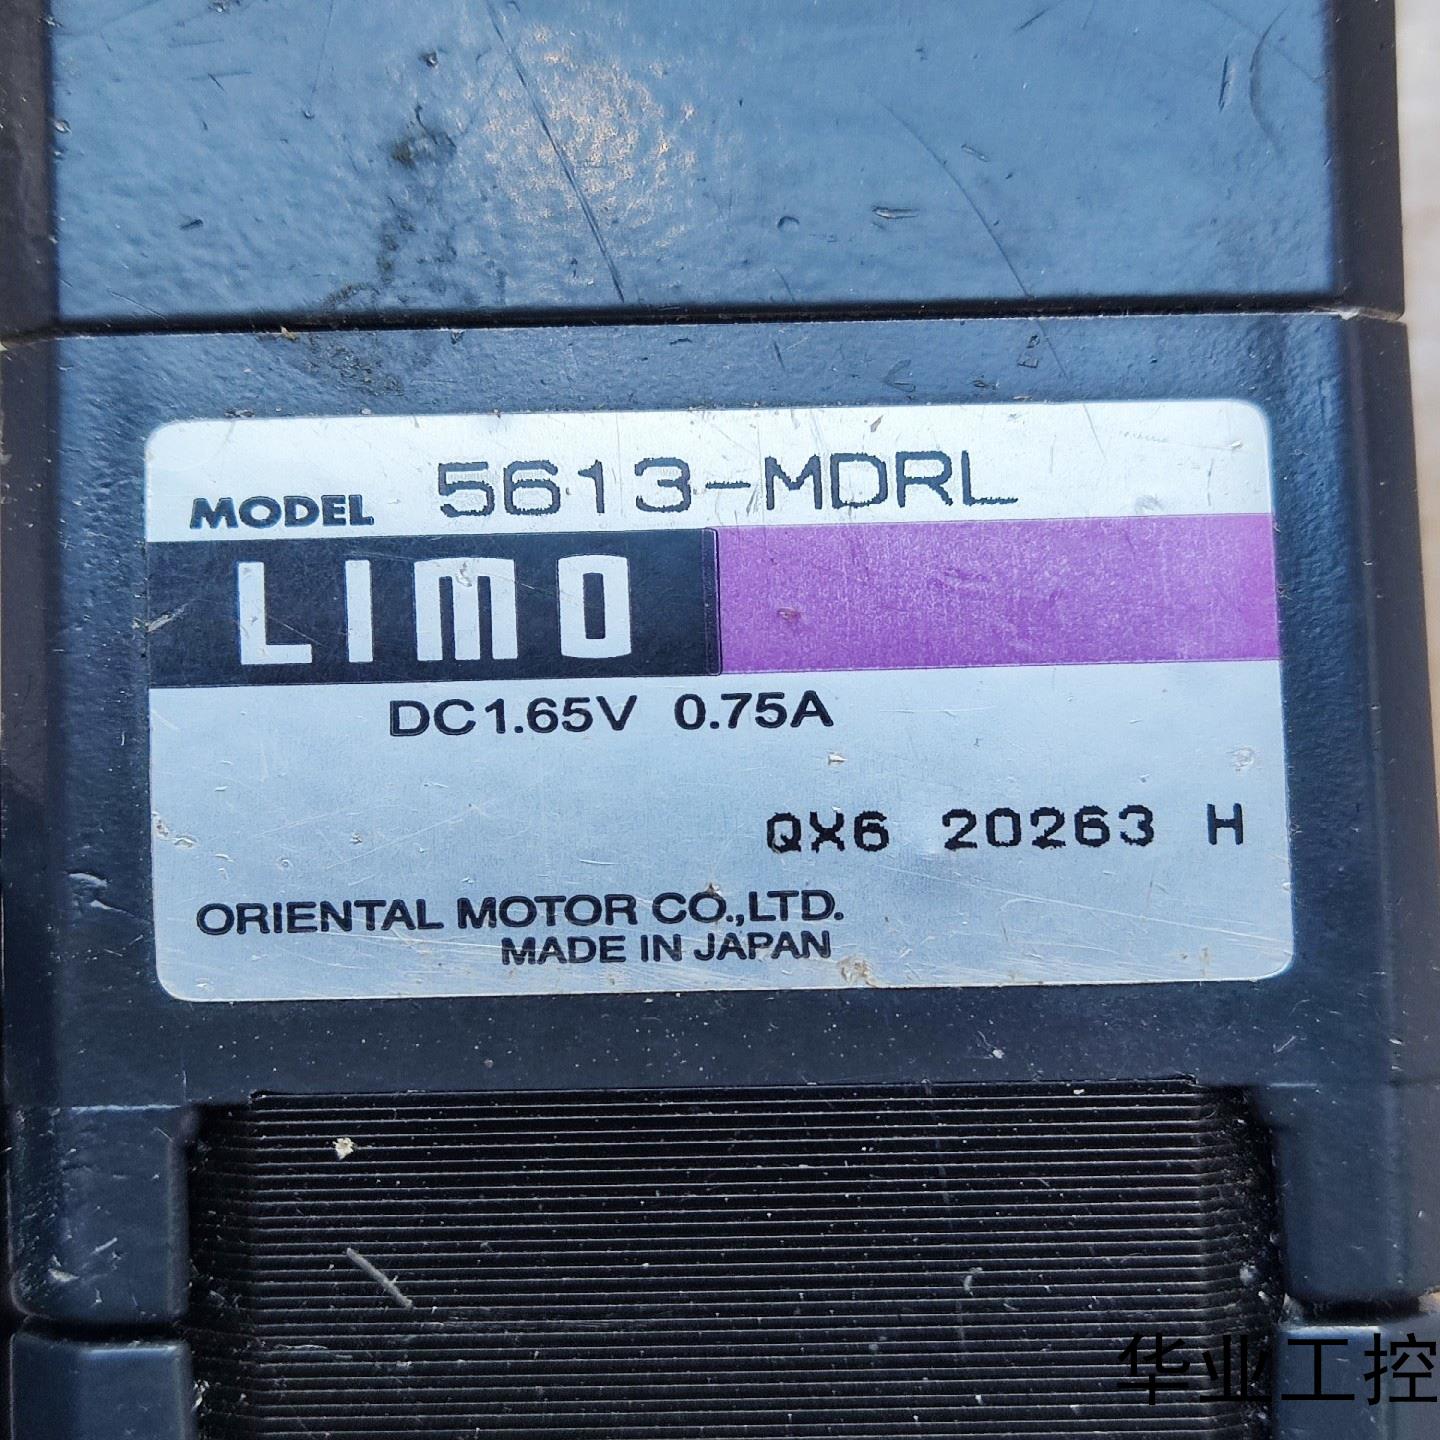 MODEL 5613-MDRL
LIMO
DC1.65V 0.75A
QX6 20263 H
ORIENTAL MOTOR CO.,LTD.
MADE IN JAPAN
华业工控